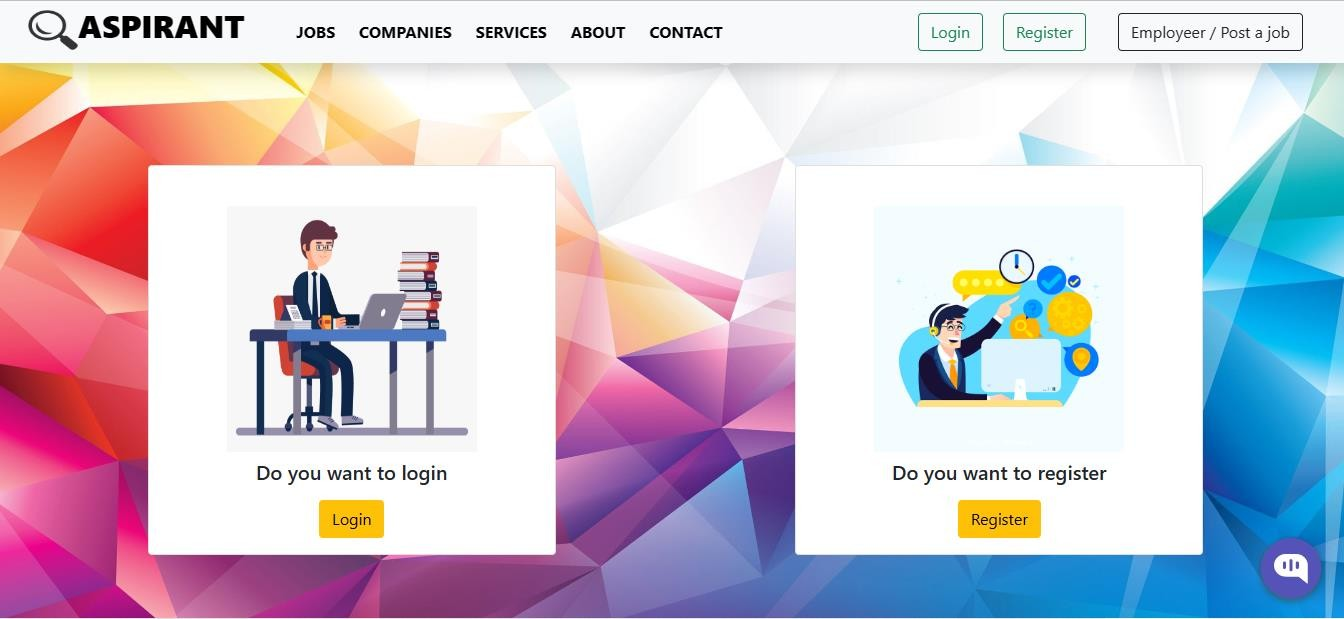 ASPIRANT JOBS COMPANIES SERVICES ABOUT CONTACT Login Register Employeer / Post a job
Do you want to login
Login
Do you want to register
Register